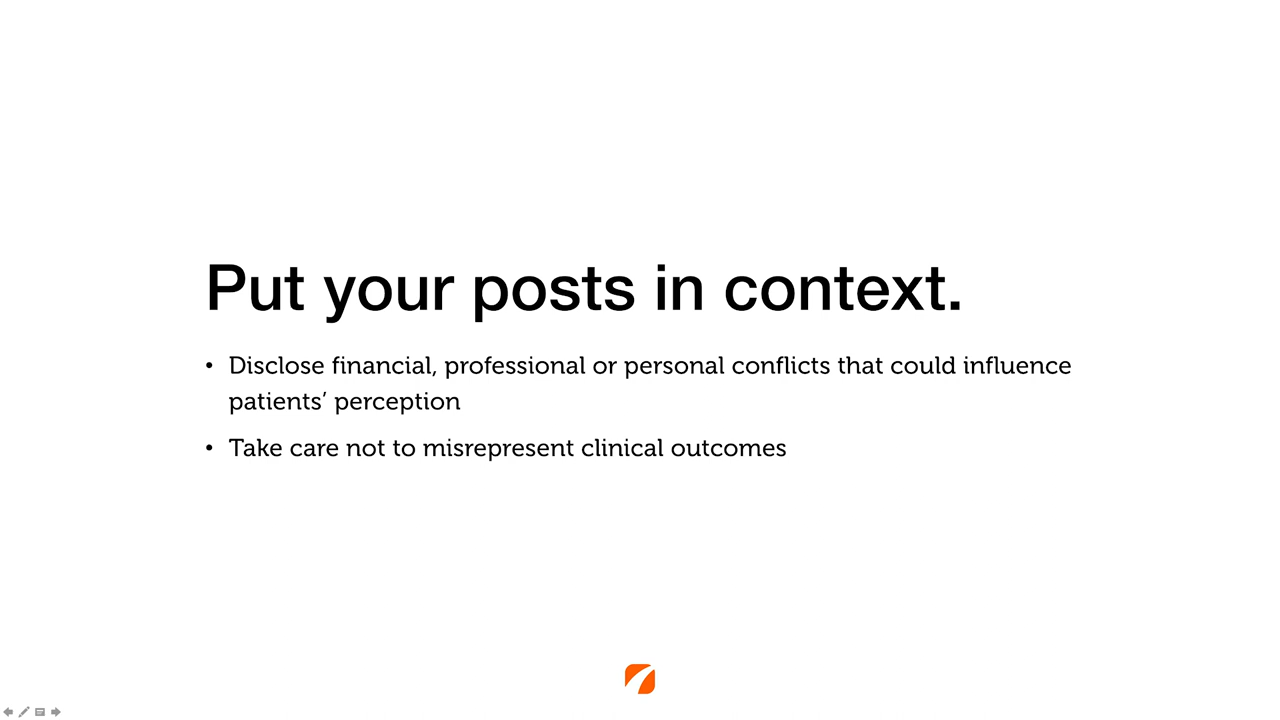 Put your posts in context.
• Disclose financial, professional or personal conflicts that could influence
patients’ perception
• Take care not to misrepresent clinical outcomes